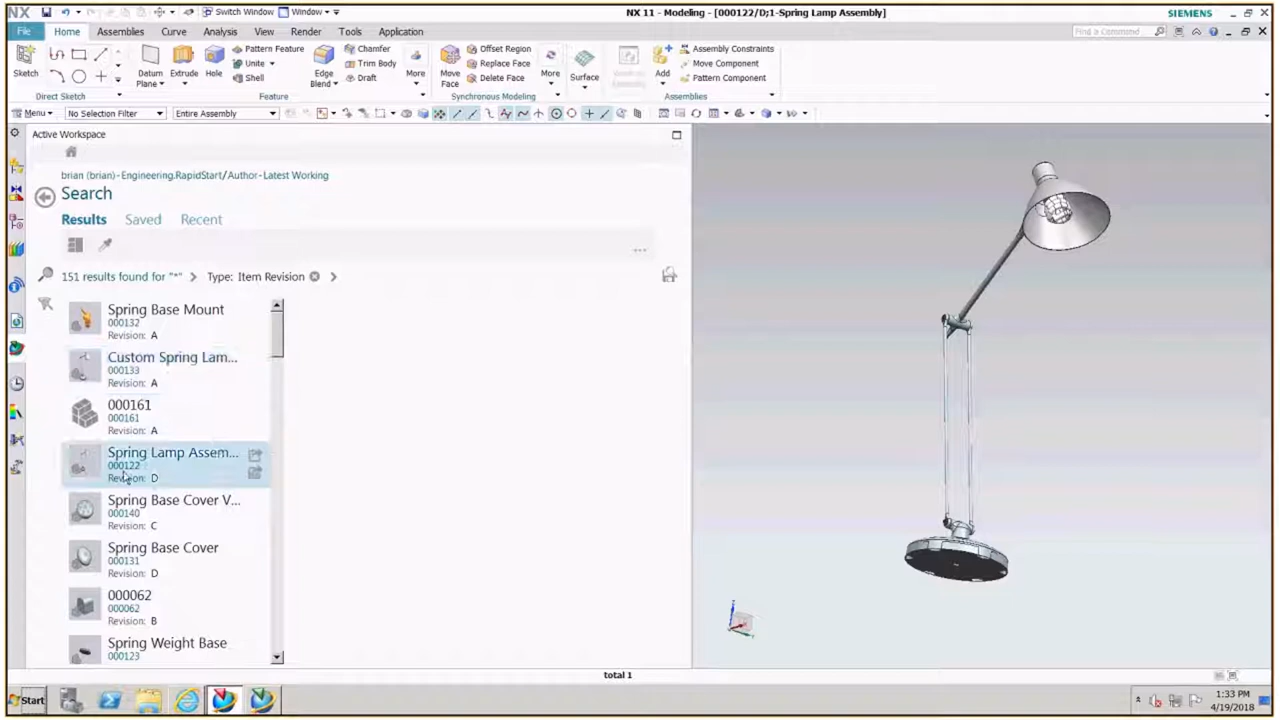 NX Switch Window Window NX 11 - Modeling - [000122/D;1-Spring Lamp Assembly] SIEMENS
File Home Assemblies Curve Analysis View Render Tools Application Find a Command
Sketch Datum Plane Extrude Hole Pattern Feature Unite Shell Edge Blend Chamfer Trim Body Draft More Move Face Offset Region Replace Face Delete Face More Surface Add Assembly Constraints Move Component Pattern Component
Direct Sketch Feature Synchronous Modeling Assemblies
Menu No Selection Filter Entire Assembly
Active Workspace
brian (brian)-Engineering.RapidStart/Author-Latest Working
Search
Results Saved Recent
151 results found for "*" Type: Item Revision
Spring Base Mount
000132
Revision: A
Custom Spring Lam...
000133
Revision: A
000161
000161
Revision: A
Spring Lamp Assem...
000122
Revision: D
Spring Base Cover V...
000140
Revision: C
Spring Base Cover
000131
Revision: D
000062
000062
Revision: B
Spring Weight Base
000123
total 1
Start 1:33 PM
4/19/2018